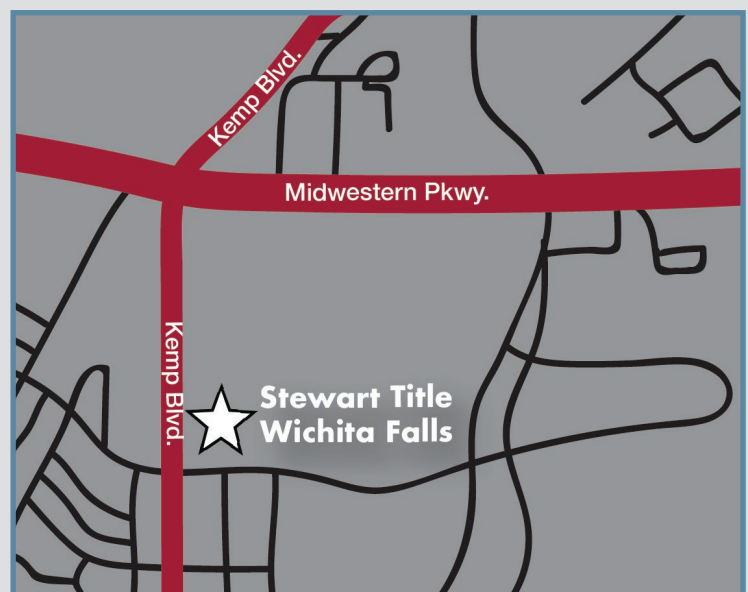 Kemp Blvd.
Midwestern Pkwy.
Kemp Blvd.
Stewart Title
Wichita Falls